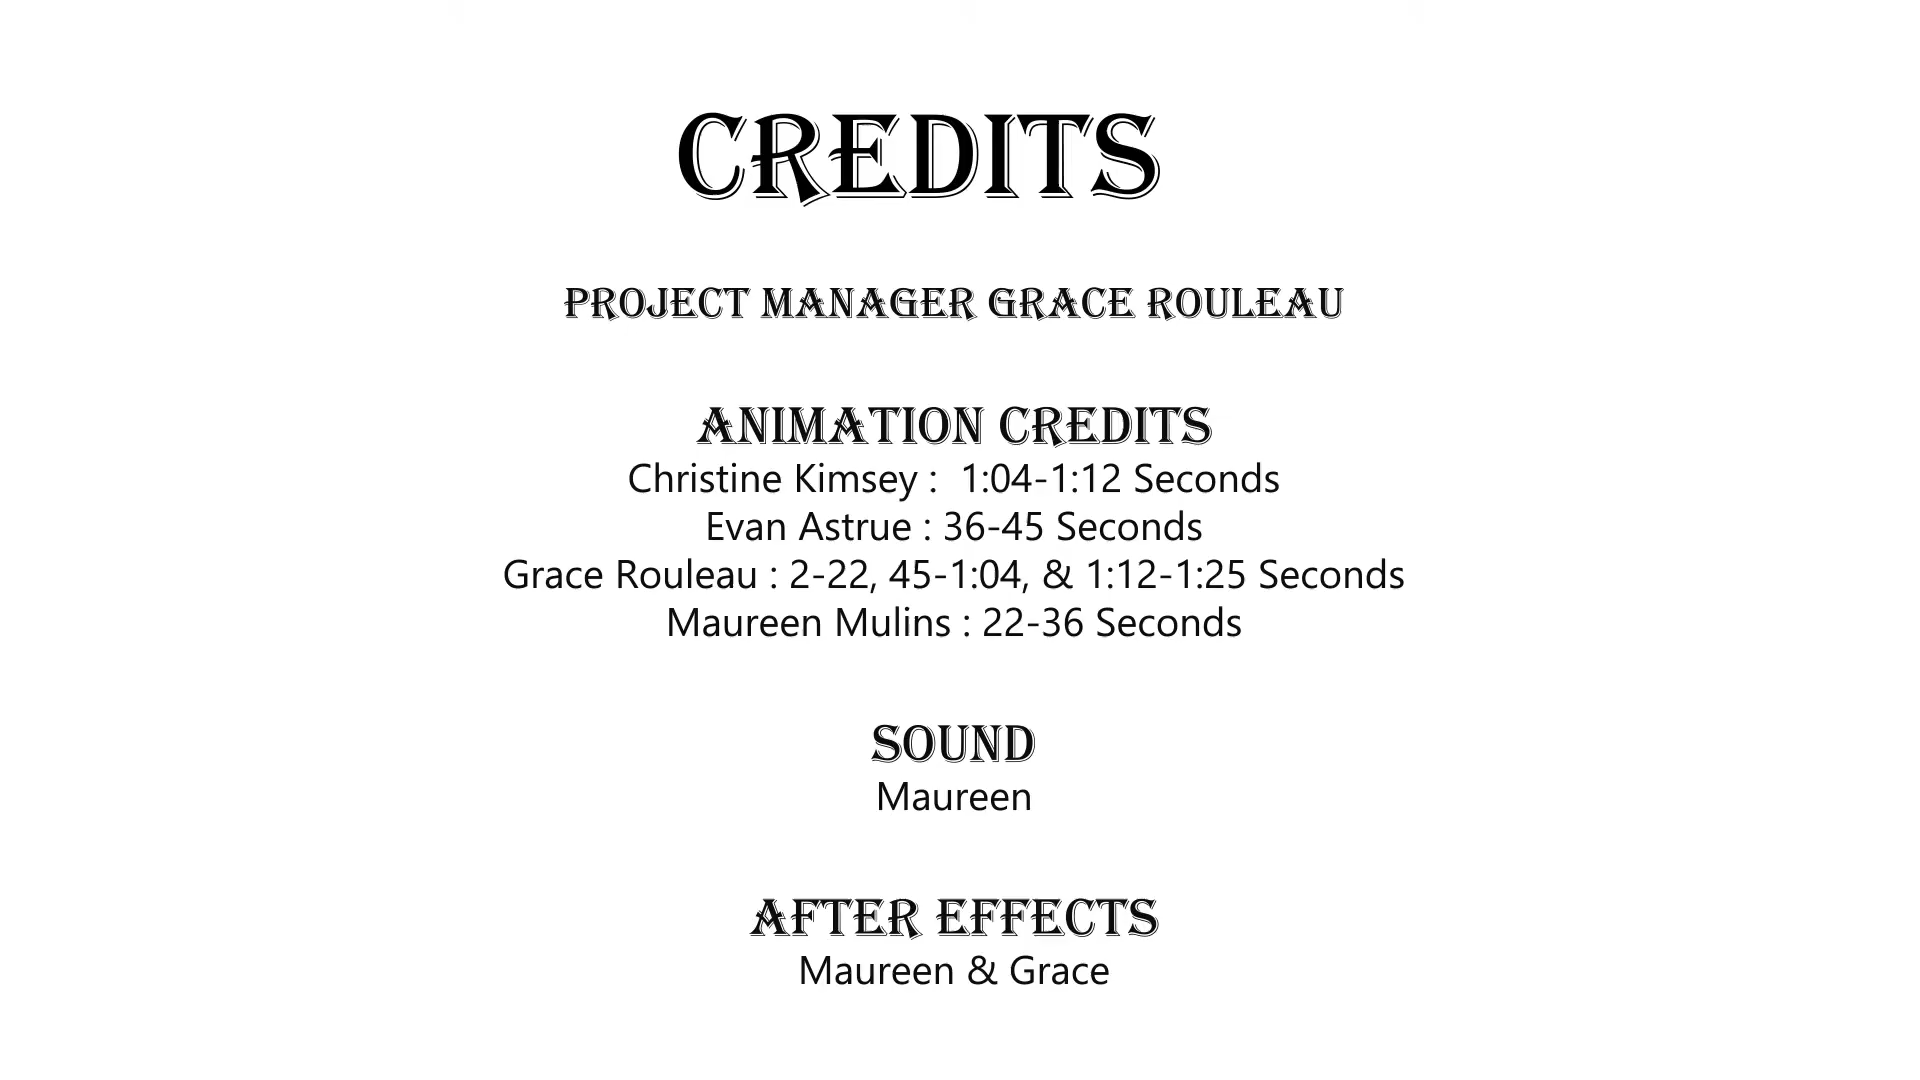 CREDITS
PROJECT MANAGER GRACE ROULEAU
ANIMATION CREDITS
Christine Kimsey :  1:04-1:12 Seconds
Evan Astrue : 36-45 Seconds
Grace Rouleau : 2-22, 45-1:04, & 1:12-1:25 Seconds
Maureen Mulins : 22-36 Seconds
SOUND
Maureen
AFTER EFFECTS
Maureen & Grace